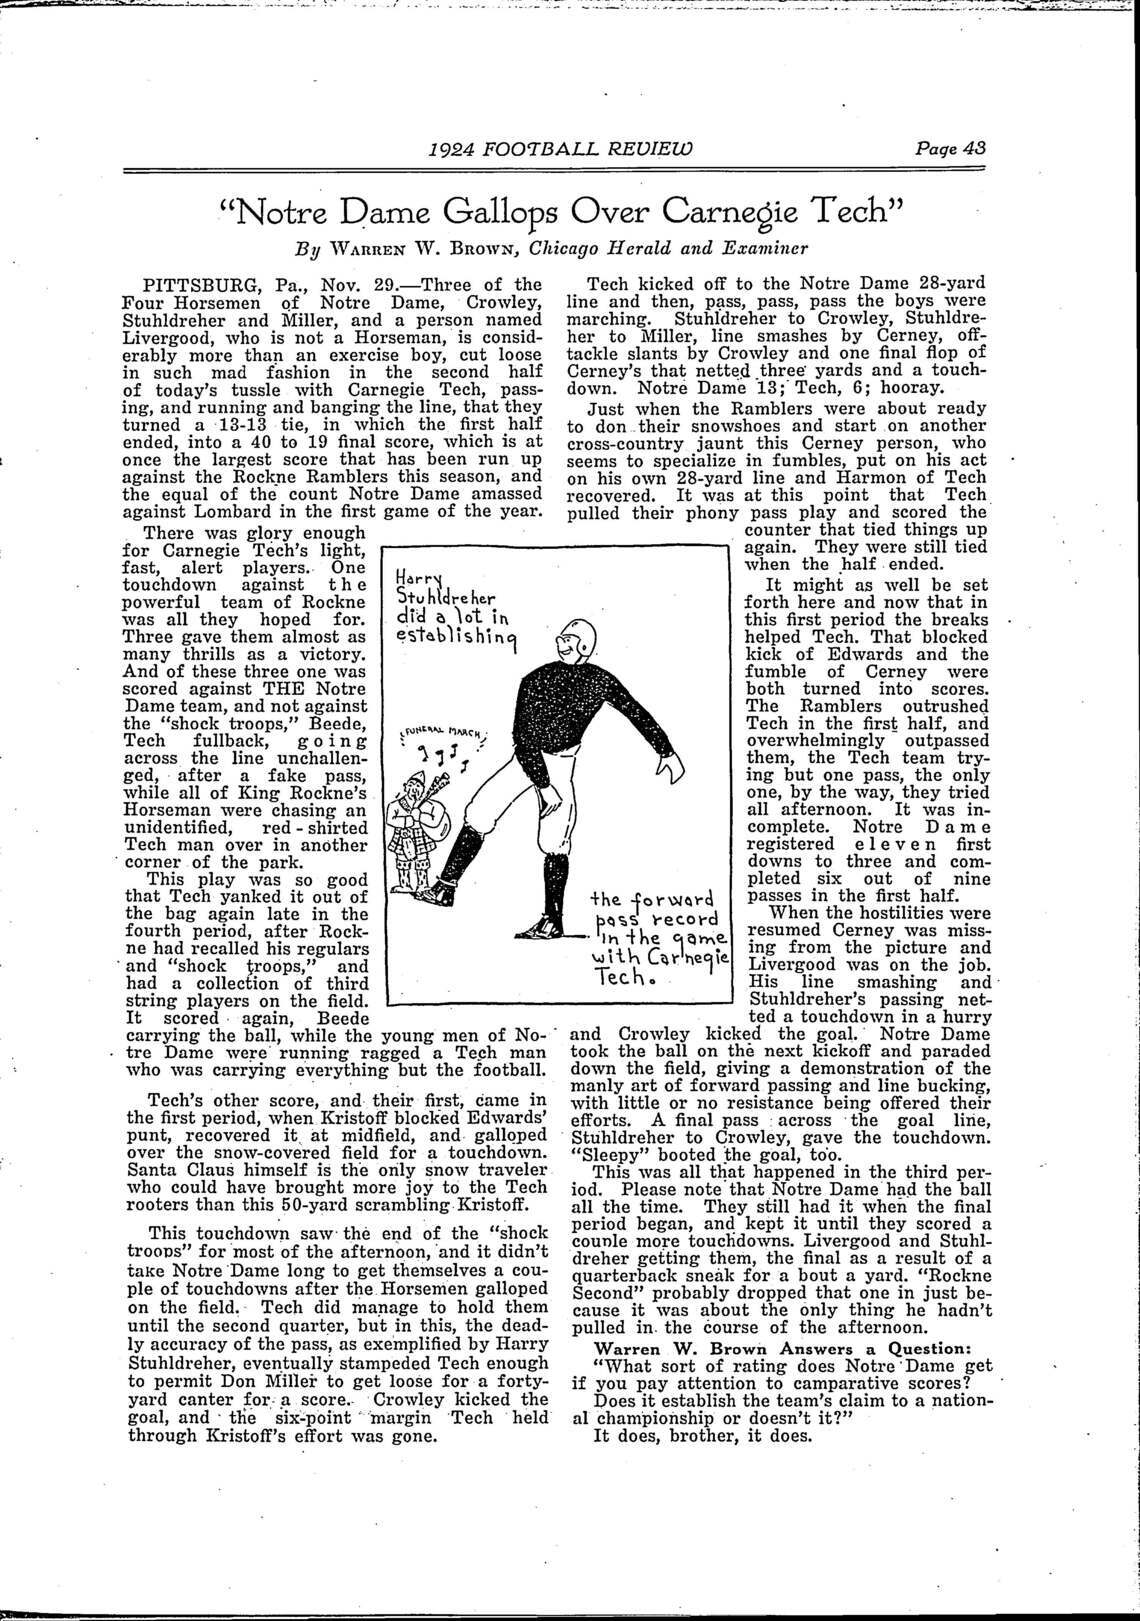 1924 FOOTBALL REVIEW
Page 43
"Notre Dame Gallops Over Carnegie Tech"
By WARREN W. BROWN, Chicago Herald and Examiner
PITTSBURG, Pa., Nov. 29.—Three of the
Four Horsemen of Notre Dame, Crowley,
Stuhldreher and Miller, and a person named
Livergood, who is not a Horseman, is consid-
erably more than an exercise boy, cut loose
in such mad fashion in the second half
of today's tussle with Carnegie Tech, pass-
ing, and running and banging the line, that they
turned a 13-13 tie, in which the first half
ended, into a 40 to 19 final score, which is at
once the largest score that has been run up
against the Rockne Ramblers this season, and
the equal of the count Notre Dame amassed
against Lombard in the first game of the year.
There was glory enough
for Carnegie Tech's light,
fast, alert players. One
touchdown against the
powerful team of Rockne
was all they hoped for.
Three gave them almost as
many thrills as a victory.
And of these three one was
scored against THE Notre
Dame team, and not against
the "shock troops," Beede,
Tech fullback, going
across the line unchallen-
ged, after a fake pass,
while all of King Rockne's
Horseman were chasing an
unidentified, red-shirted
Tech man over in another
corner of the park.
This play was so good
that Tech yanked it out of
the bag again late in the
fourth period, after Rock-
ne had recalled his regulars
and "shock troops," and
had a collection of third
string players on the field.
It scored again, Beede
carrying the ball, while the young men of No-
tre Dame were running ragged a Tech man
who was carrying everything but the football.
Tech's other score, and their first, came in
the first period, when Kristoff blocked Edwards'
punt, recovered it at midfield, and galloped
over the snow-covered field for a touchdown.
Santa Claus himself is the only snow traveler
who could have brought more joy to the Tech
rooters than this 50-yard scrambling Kristoff.
This touchdown saw the end of the "shock
troops" for most of the afternoon, and it didn't
take Notre Dame long to get themselves a cou-
ple of touchdowns after the Horsemen galloped
on the field. Tech did manage to hold them
until the second quarter, but in this, the dead-
ly accuracy of the pass, as exemplified by Harry
Stuhldreher, eventually stampeded Tech enough
to permit Don Miller to get loose for a forty-
yard canter for a score. Crowley kicked the
goal, and the six-point margin Tech held
through Kristoff's effort was gone.
Harry
Stuhldreher
did a lot in
establishing
FUNERAL MARCH
the forward
pass record
in the game
with Carnegie
Tech.
Tech kicked off to the Notre Dame 28-yard
line and then, pass, pass, pass the boys were
marching. Stuhldreher to Crowley, Stuhldre-
her to Miller, line smashes by Cerney, off-
tackle slants by Crowley and one final flop of
Cerney's that netted three yards and a touch-
down. Notre Dame 13; Tech, 6; hooray.
Just when the Ramblers were about ready
to don their snowshoes and start on another
cross-country jaunt this Cerney person, who
seems to specialize in fumbles, put on his act
on his own 28-yard line and Harmon of Tech
recovered. It was at this point that Tech
pulled their phony pass play and scored the
counter that tied things up
again. They were still tied
when the half ended.
It might as well be set
forth here and now that in
this first period the breaks
helped Tech. That blocked
kick of Edwards and the
fumble of Cerney were
both turned into scores.
The Ramblers outrushed
Tech in the first half, and
overwhelmingly outpassed
them, the Tech team try-
ing but one pass, the only
one, by the way, they tried
all afternoon. It was in-
complete. Notre Dame
registered eleven first
downs to three and com-
pleted six out of nine
passes in the first half.
When the hostilities were
resumed Cerney was miss-
ing from the picture and
Livergood was on the job.
His line smashing and
Stuhldreher's passing net-
ted a touchdown in a hurry
and Crowley kicked the goal. Notre Dame
took the ball on the next kickoff and paraded
down the field, giving a demonstration of the
manly art of forward passing and line bucking,
with little or no resistance being offered their
efforts. A final pass across the goal line,
Stuhldreher to Crowley, gave the touchdown.
"Sleepy" booted the goal, too.
This was all that happened in the third per-
iod. Please note that Notre Dame had the ball
all the time. They still had it when the final
period began, and kept it until they scored a
couple more touchdowns. Livergood and Stuhl-
dreher getting them, the final as a result of a
quarterback sneak for a bout a yard. "Rockne
Second" probably dropped that one in just be-
cause it was about the only thing he hadn't
pulled in the course of the afternoon.
Warren W. Brown Answers a Question:
"What sort of rating does Notre Dame get
if you pay attention to camparative scores?
Does it establish the team's claim to a nation-
al championship or doesn't it?"
It does, brother, it does.